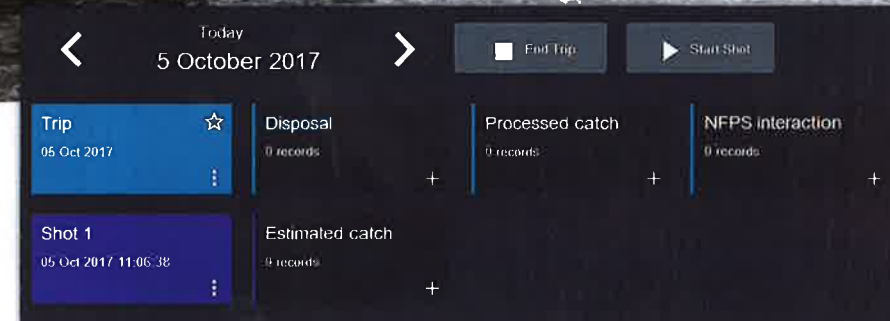 Today
5 October 2017
End Trip
Start Shot
Trip
05 Oct 2017
Disposal
0 records
Processed catch
0 records
NFPS interaction
0 records
Shot 1
05 Oct 2017 11:06:38
Estimated catch
0 records